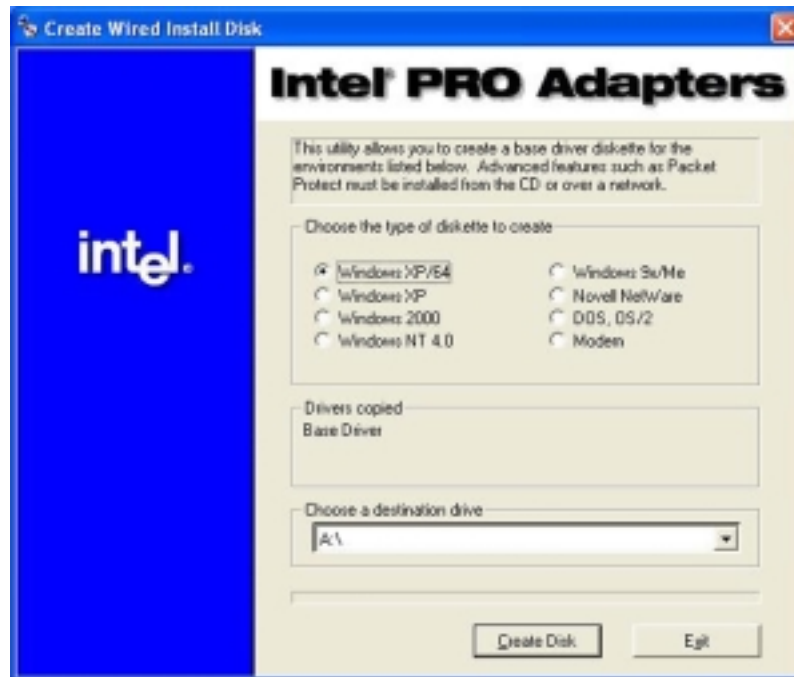 Create Wired Install Disk
Intel® PRO Adapters
This utility allows you to create a base driver diskette for the
environments listed below. Advanced features such as Packet
Protect must be installed from the CD or over a network.
intel®
Choose the type of diskette to create
Windows XP/64
Windows XP
Windows 2000
Windows NT 4.0
Windows 9x/Me
Novell NetWare
DOS, OS/2
Modem
Drivers copied
Base Driver
Choose a destination drive
A:\
Create Disk
Exit